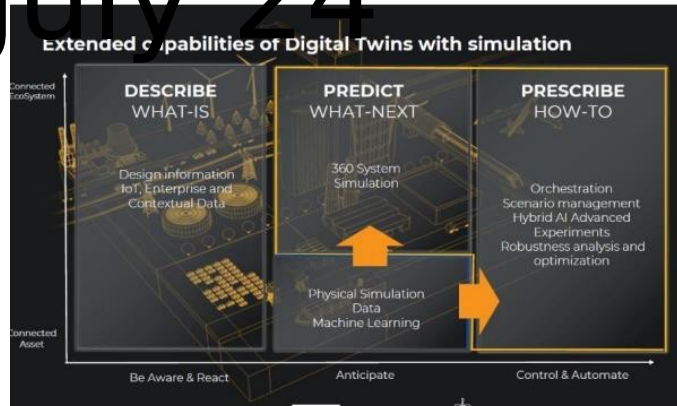 July 24
Extended capabilities of Digital Twins with simulation
Connected
EcoSystem
DESCRIBE
WHAT-IS
Design information
IoT, Enterprise and
Contextual Data
PREDICT
WHAT-NEXT
360 System
Simulation
Physical Simulation
Data
Machine Learning
PRESCRIBE
HOW-TO
Orchestration
Scenario management
Hybrid AI Advanced
Experiments
Robustness analysis and
optimization
Connected
Asset
Be Aware & React
Anticipate
Control & Automate